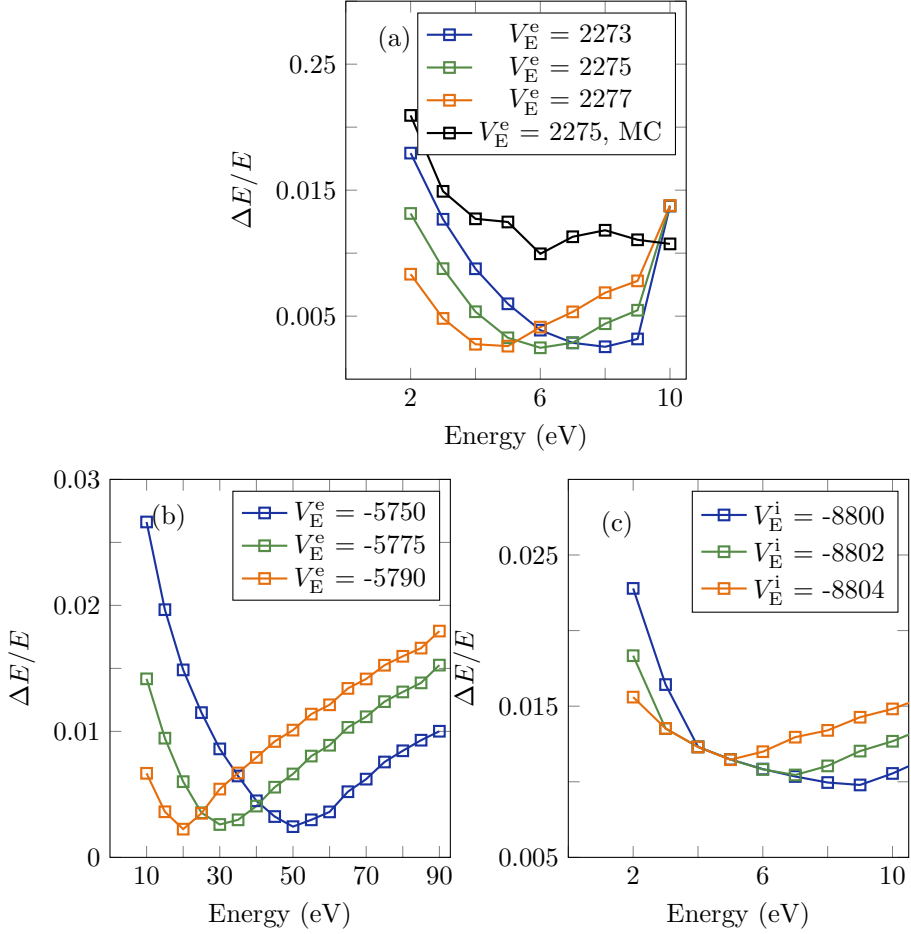 (a)
V_E^e = 2273
V_E^e = 2275
V_E^e = 2277
V_E^e = 2275, MC
0.25
0.015
0.005
ΔE/E
2 6 10
Energy (eV)
(b)
V_E^e = -5750
V_E^e = -5775
V_E^e = -5790
0.03
0.02
0.01
0
ΔE/E
10 30 50 70 90
Energy (eV)
(c)
V_E^i = -8800
V_E^i = -8802
V_E^i = -8804
0.025
0.015
0.005
ΔE/E
2 6 10
Energy (eV)